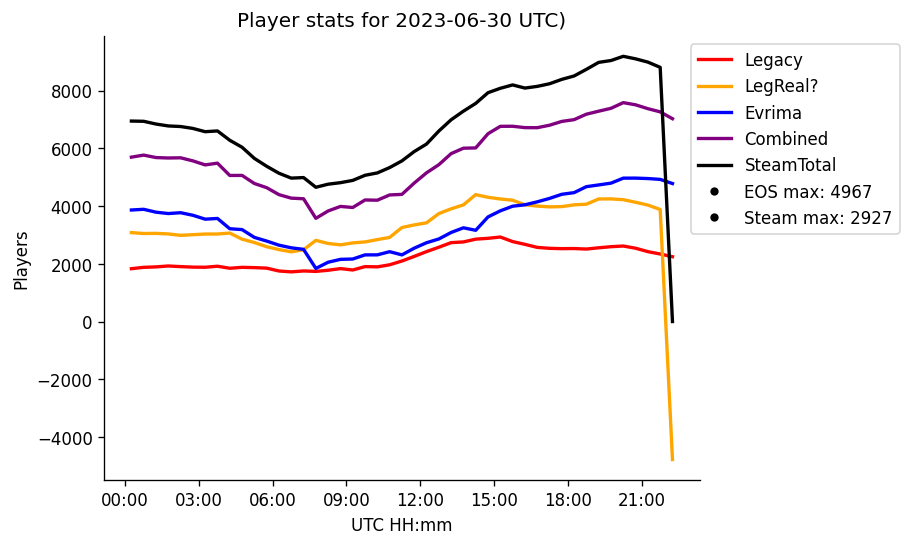 Player stats for 2023-06-30 UTC)
Legacy
LegReal?
Evrima
Combined
SteamTotal
EOS max: 4967
Steam max: 2927
Players
8000
6000
4000
2000
0
−2000
−4000
00:00 03:00 06:00 09:00 12:00 15:00 18:00 21:00
UTC HH:mm